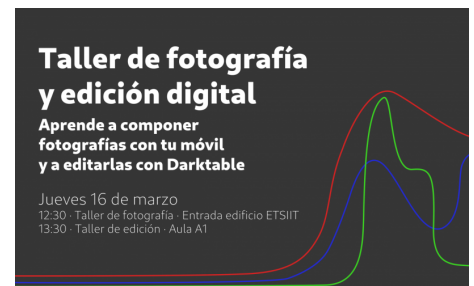 Taller de fotografía
y edición digital
Aprende a componer
fotografías con tu móvil
y a editarlas con Darktable
Jueves 16 de marzo
12:30 · Taller de fotografía · Entrada edificio ETSIIT
13:30 · Taller de edición · Aula A1